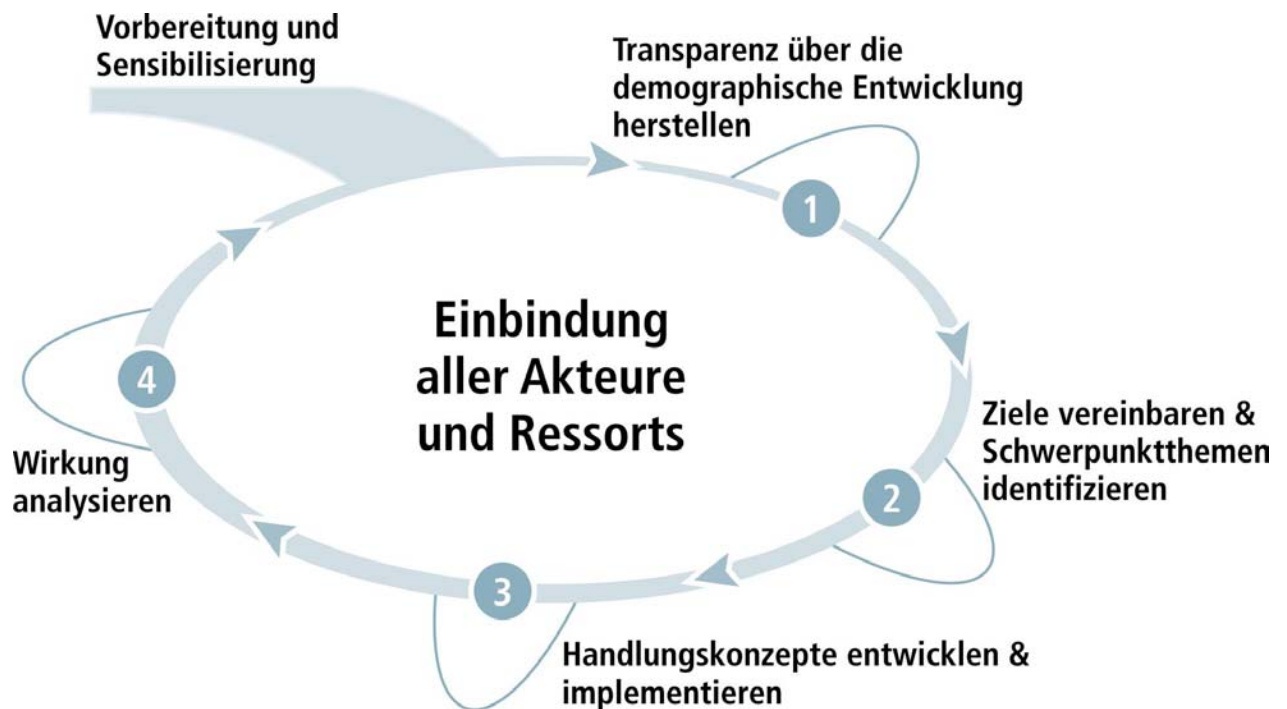 Vorbereitung und
Sensibilisierung
Transparenz über die
demographische Entwicklung
herstellen
1
Einbindung
aller Akteure
und Ressorts
4
Ziele vereinbaren &
Schwerpunktthemen
identifizieren
Wirkung
analysieren
2
3
Handlungskonzepte entwicklen &
implementieren